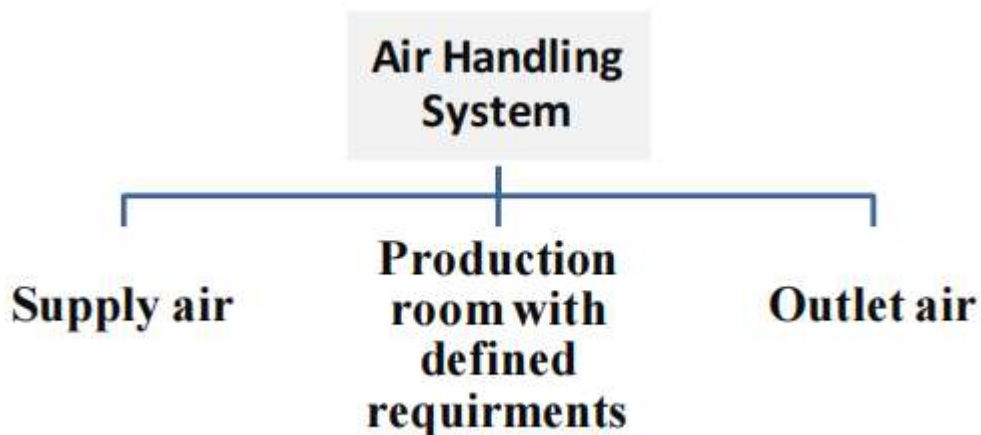 Air Handling
System
Supply air
Production
room with
defined
requirments
Outlet air